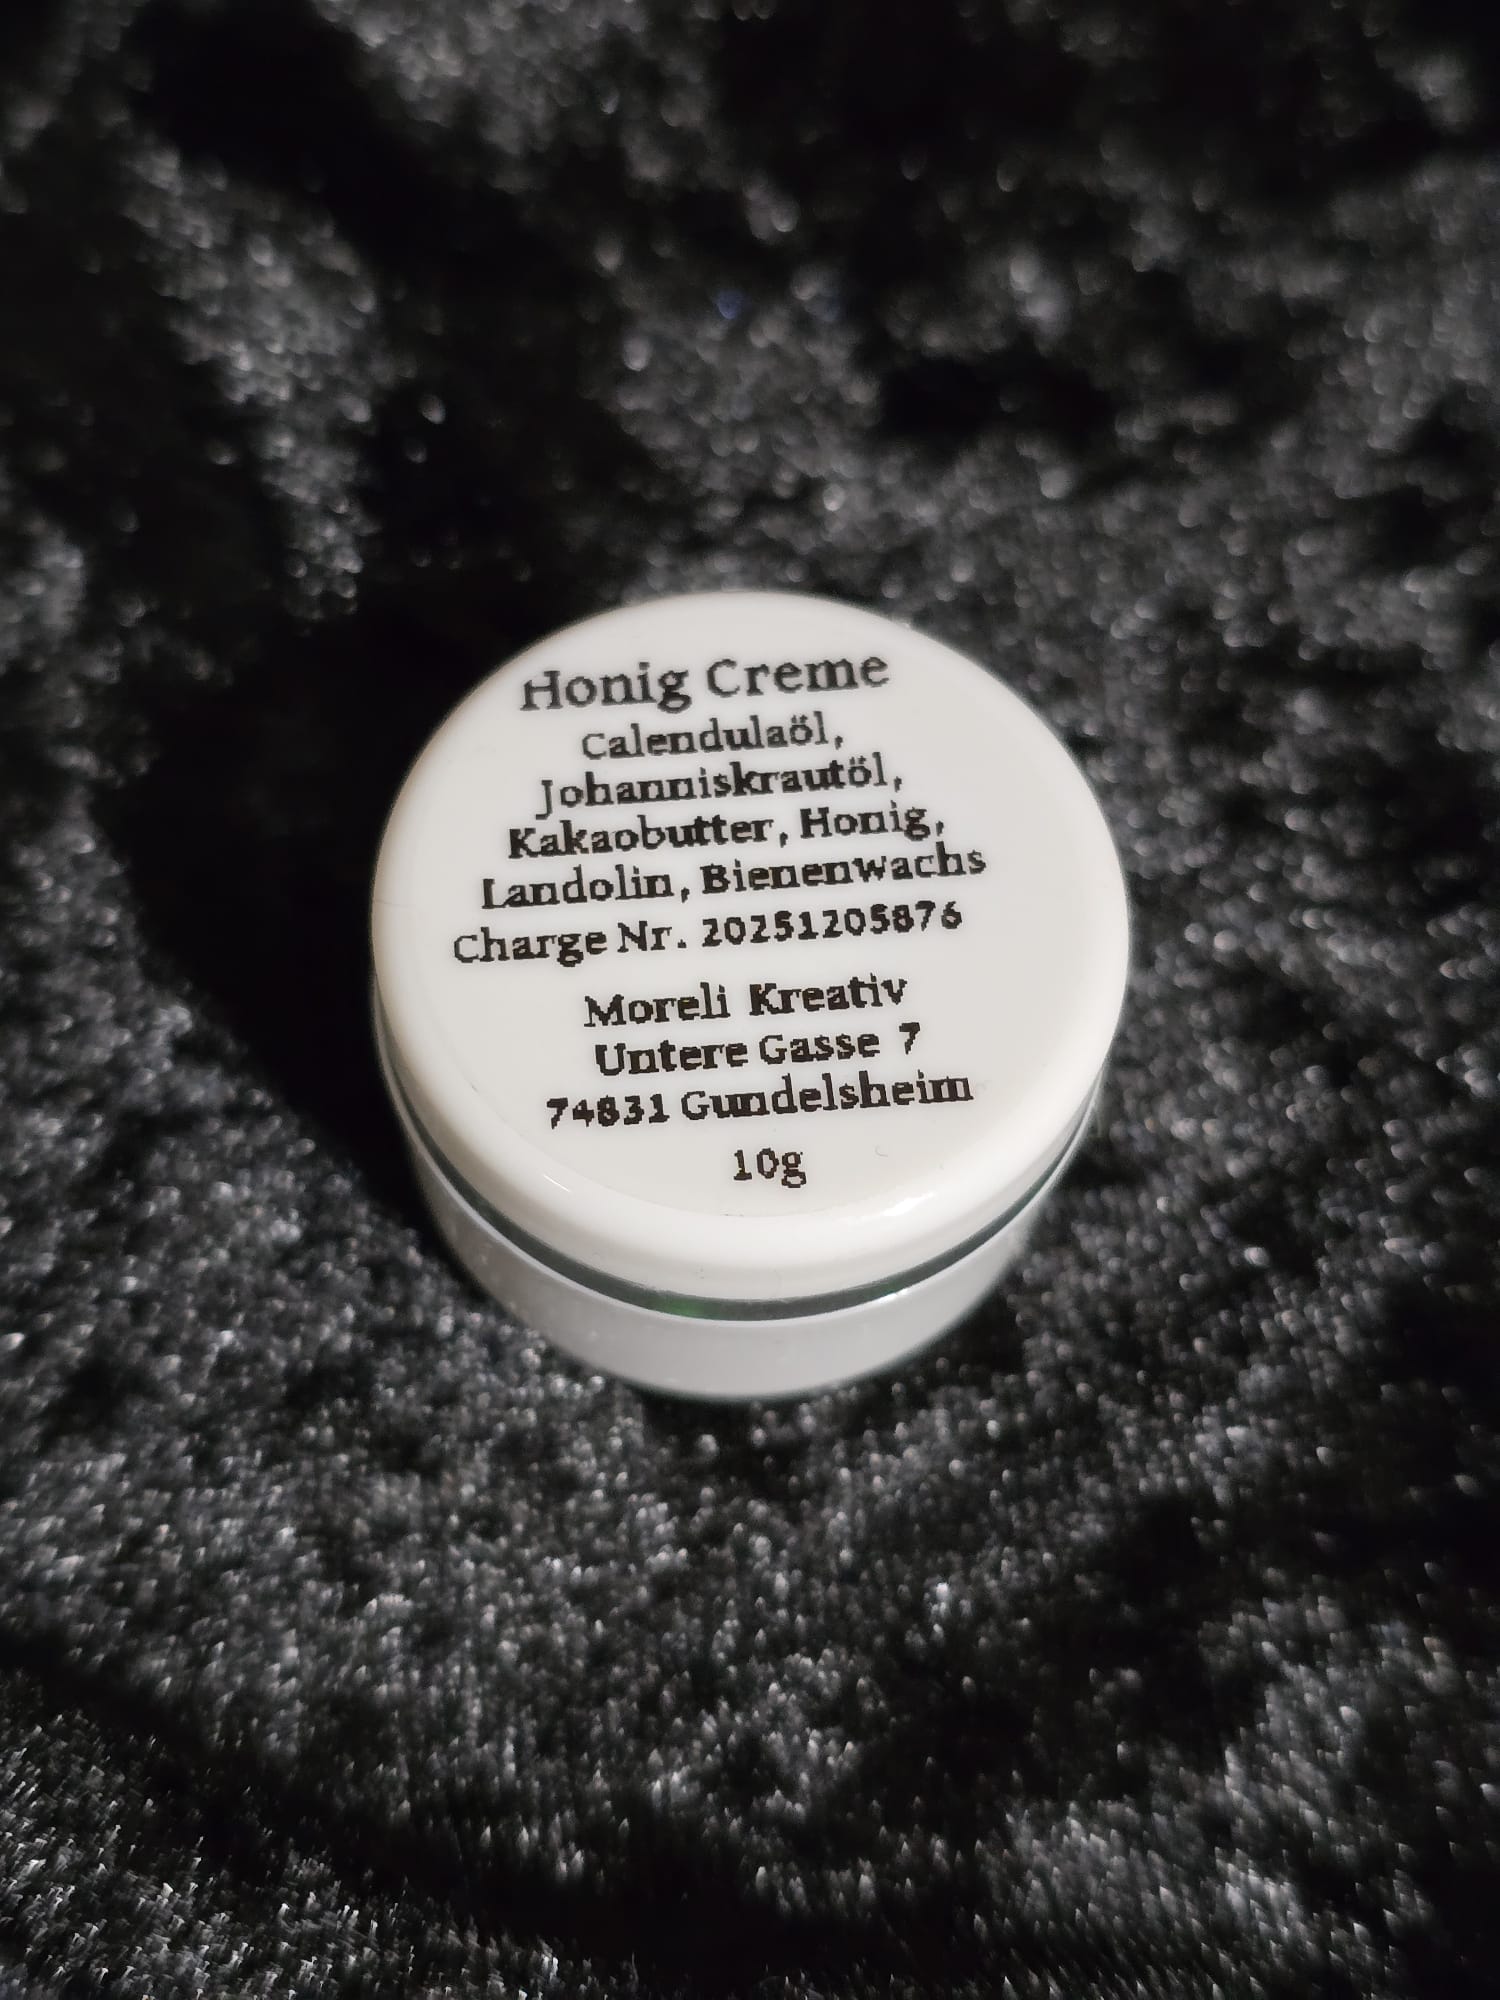 Honig Creme
Calendulaöl,
Johanniskrautöl,
Kakaobutter, Honig,
Landolin, Bienenwachs
Charge Nr. 20251205876
Moreli Kreativ
Untere Gasse 7
74831 Gundelsheim
10g